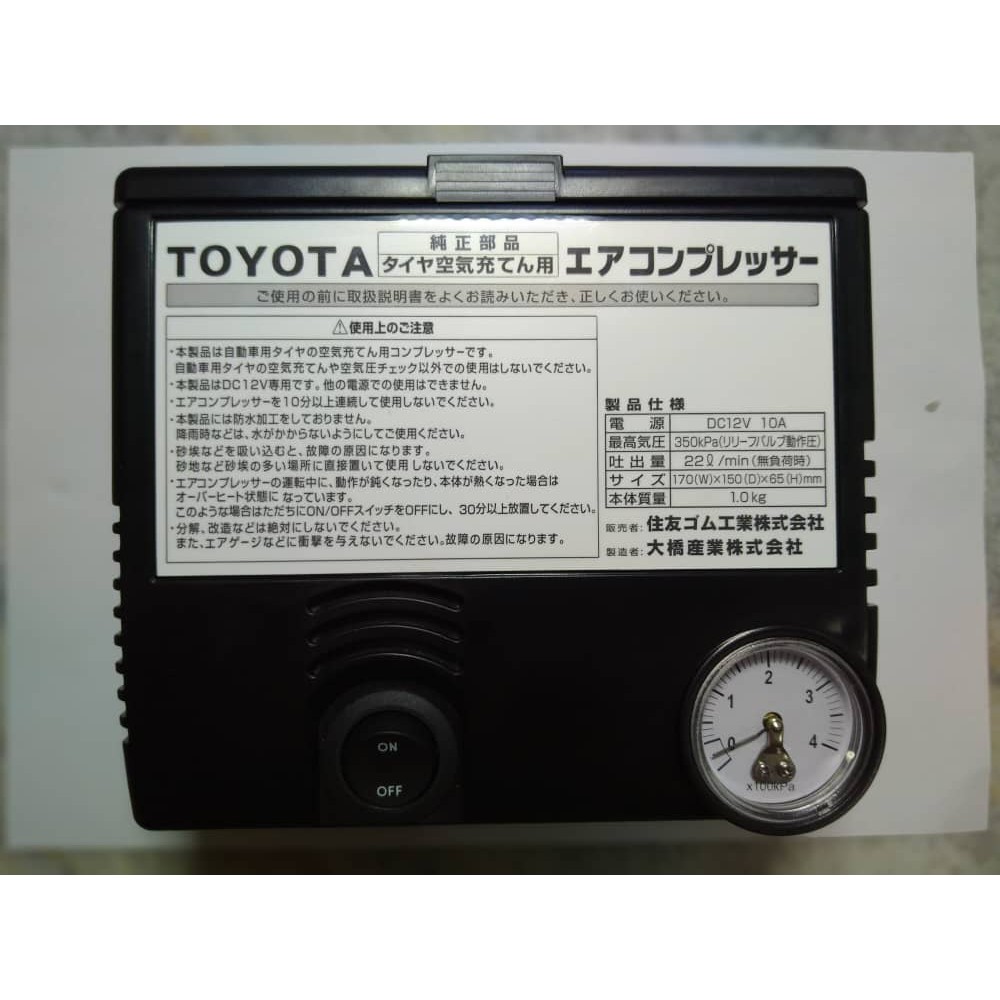 TOYOTA 純正部品 タイヤ空気充てん用 エアコンプレッサー
ご使用の前に取扱説明書をよくお読みいただき、正しくお使いください。
⚠使用上のご注意
・本製品は自動車用タイヤの空気充てん用コンプレッサーです。
自動車用タイヤの空気充てんや空気圧チェック以外での使用はしないでください。
・本製品はDC12V専用です。他の電源での使用はできません。
・エアコンプレッサーを10分以上連続して使用しないでください。
・本製品には防水加工をしておりません。
降雨時などは、水がかからないようにしてご使用ください。
・砂埃などを吸い込むと、故障の原因になります。
砂地など砂埃の多い場所に直接置いて使用しないでください。
・エアコンプレッサーの運転中に、動作が鈍くなったり、本体が熱くなった場合は
オーバーヒート状態になっています。
このような場合はただちにON/OFFスイッチをOFFにし、30分以上放置してください。
・分解、改造などは絶対にしないでください。
また、エアゲージなどに衝撃を与えないでください。故障の原因になります。
製品仕様
電源 DC12V 10A
最高気圧 350kPa(リリーフバルブ動作圧)
吐出量 22ℓ/min(無負荷時)
サイズ 170(W)×150(D)×65(H)mm
本体質量 1.0kg
販売者:住友ゴム工業株式会社
製造者:大橋産業株式会社
ON
OFF
0 1 2 3 4
x100kPa